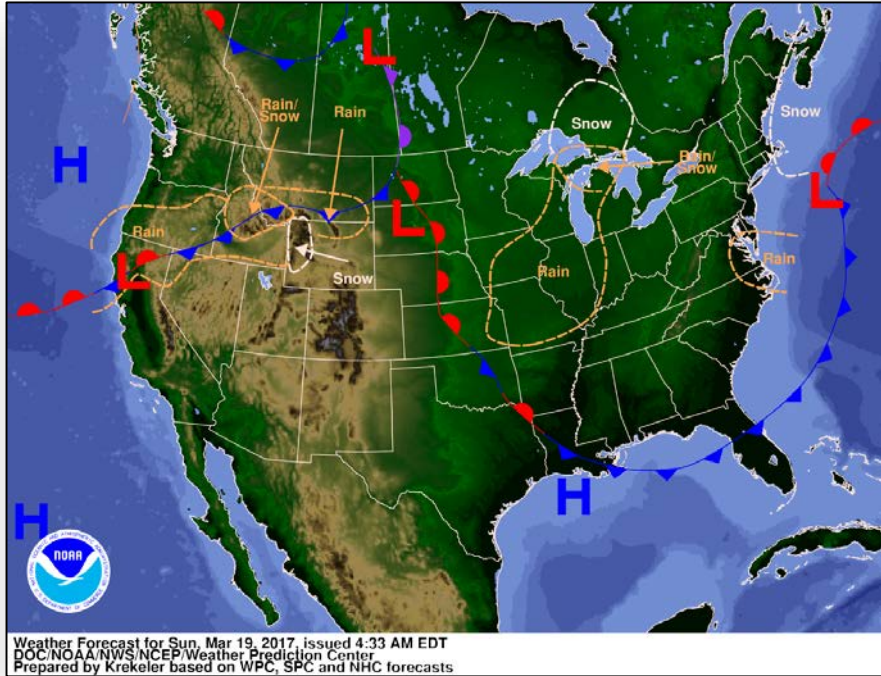 L
Rain/
Snow
Rain
Snow
Snow
H
Rain/
Snow
L
L
Rain
L
Snow
Rain
Rain
H
H
NOAA
Weather Forecast for Sun, Mar 19, 2017, issued 4:33 AM EDT
DOC/NOAA/NWS/NCEP/Weather Prediction Center
Prepared by Krekeler based on WPC, SPC and NHC forecasts